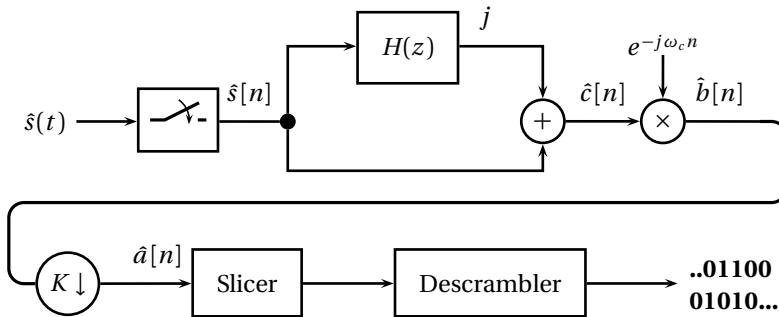 j
H(z)
e^{-jω_c n}
ŝ[n]
ĉ[n]
b̂[n]
ŝ(t)
+
×
â[n]
K↓
Slicer
Descrambler
..01100
01010...